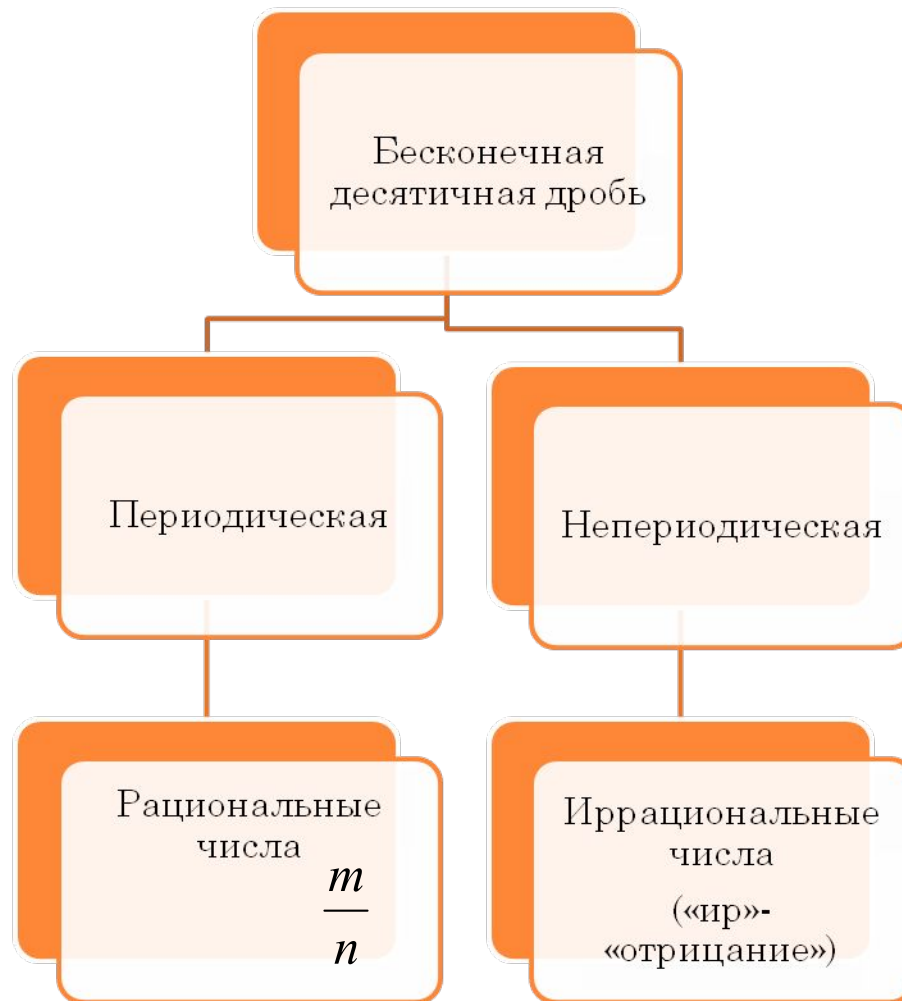 Бесконечная
десятичная дробь
Периодическая
Непериодическая
Рациональные
числа
m
n
Иррациональные
числа
(«ир»-
«отрицание»)